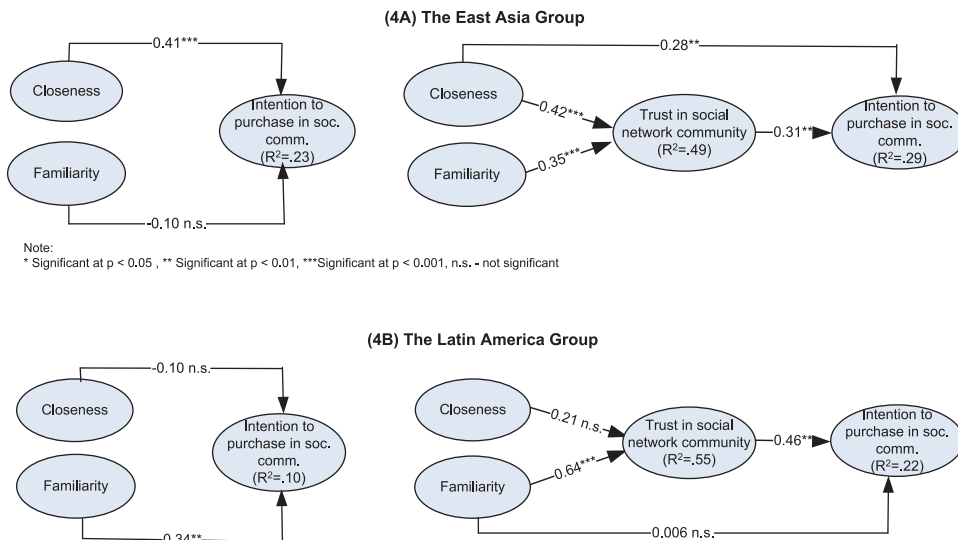 (4A) The East Asia Group
0.41***
Closeness
Intention to
purchase in soc.
comm.
(R²=.23)
Familiarity
-0.10 n.s.
0.28**
Closeness
0.42***
Trust in social
network community
(R²=.49)
0.31**
Intention to
purchase in soc.
comm.
(R²=.29)
0.35***
Familiarity
Note:
* Significant at p < 0.05 , ** Significant at p < 0.01, ***Significant at p < 0.001, n.s. - not significant
(4B) The Latin America Group
-0.10 n.s.
Closeness
Intention to
purchase in soc.
comm.
(R²=.10)
Familiarity
0.34**
Closeness
0.21 n.s.
Trust in social
network community
(R²=.55)
0.46**
Intention to
purchase in soc.
comm.
(R²=.22)
0.64***
Familiarity
0.006 n.s.